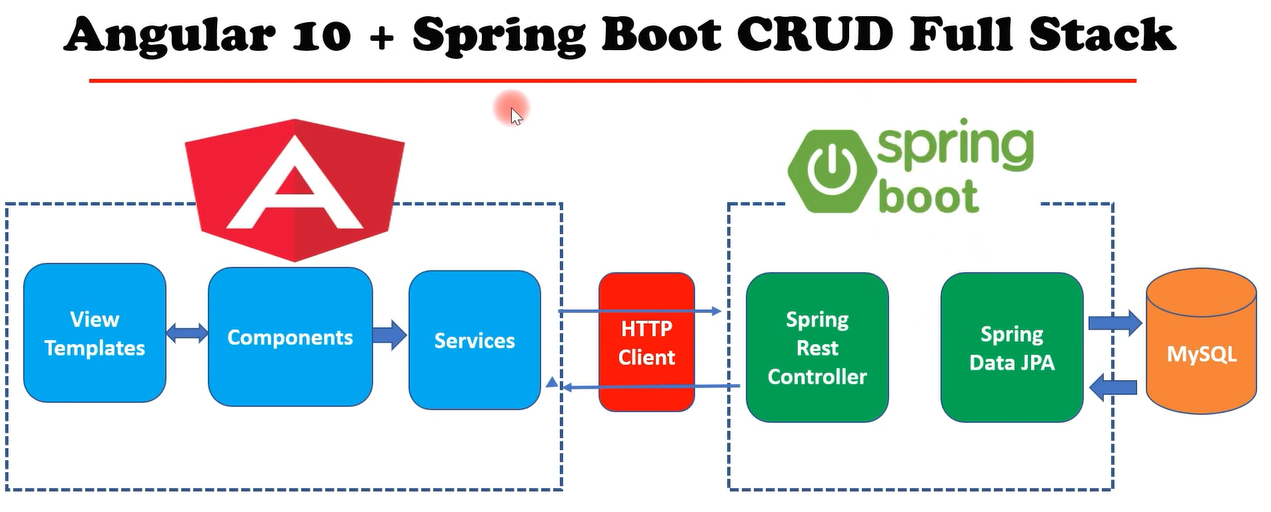 Angular 10 + Spring Boot CRUD Full Stack
spring
boot
View
Templates
Components
Services
HTTP
Client
Spring
Rest
Controller
Spring
Data JPA
MySQL